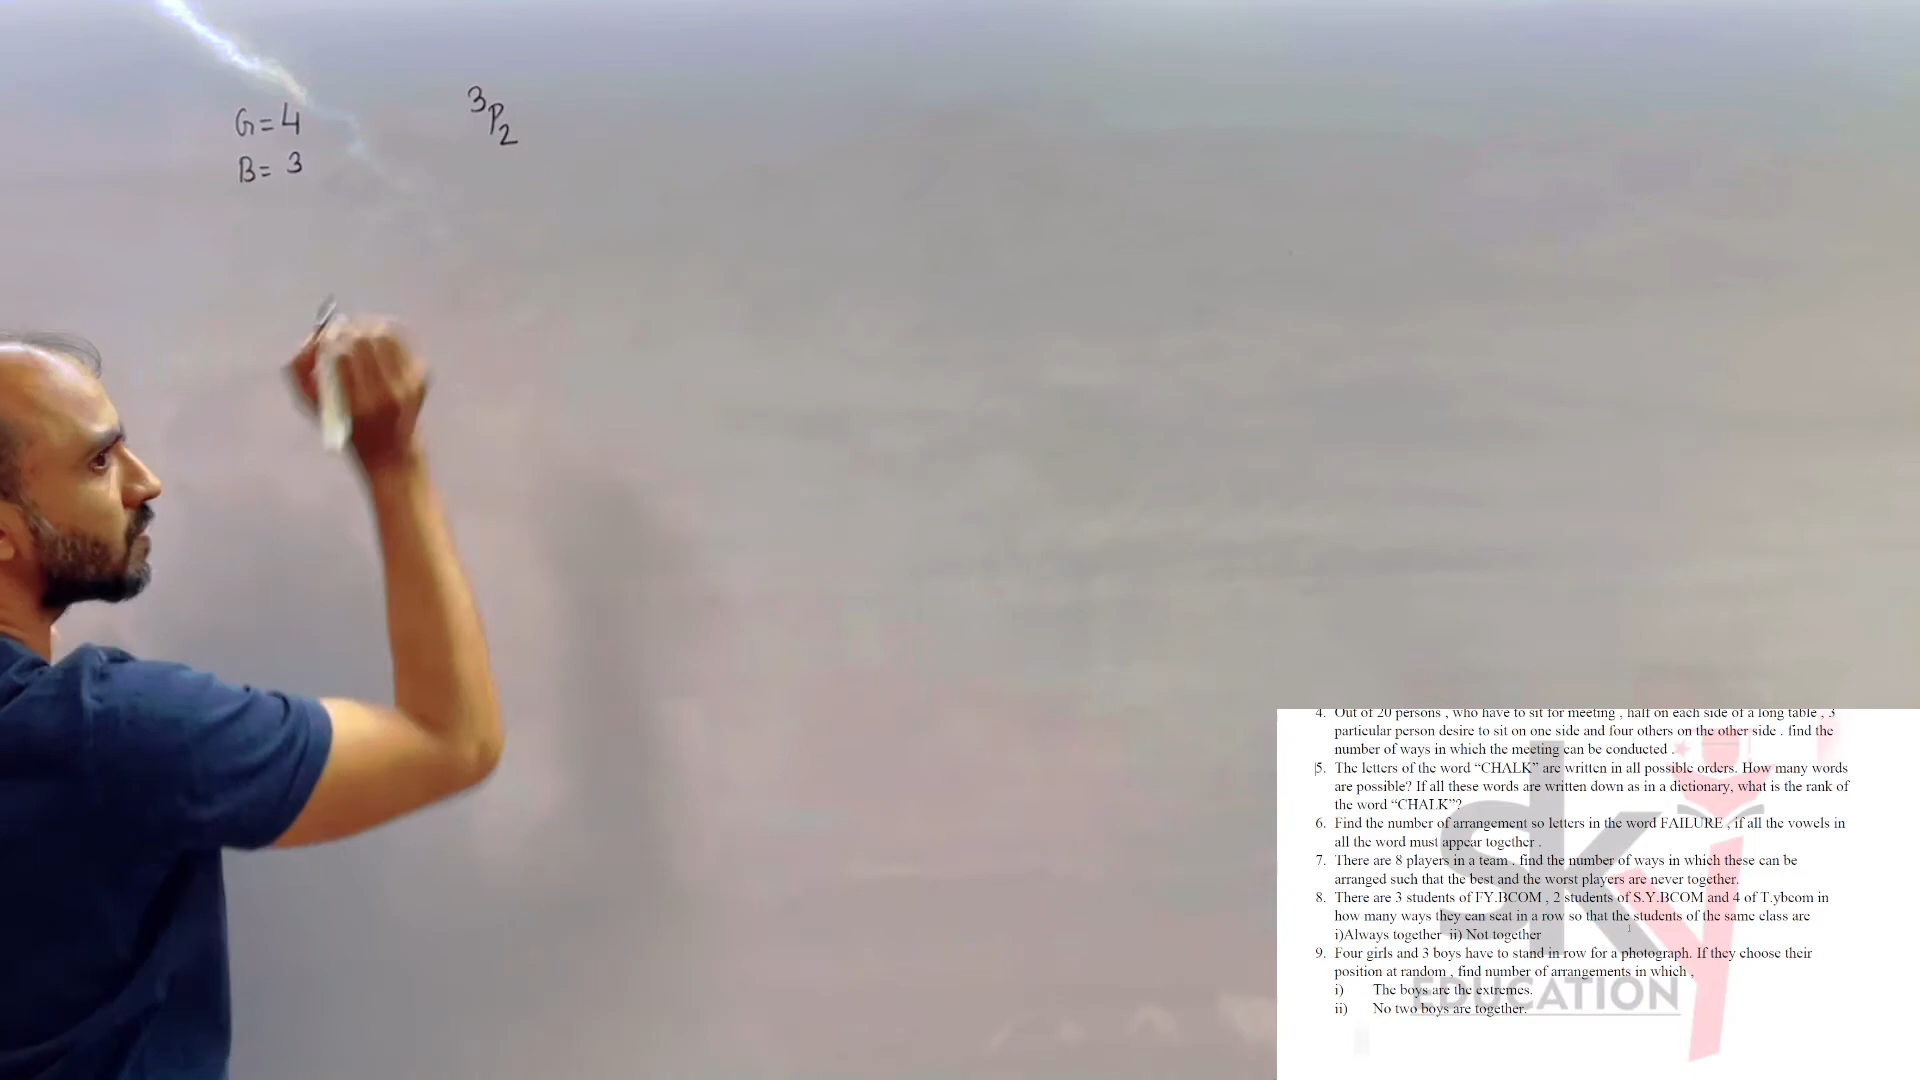 G=4
B=3
3P2
4. Out of 20 persons , who have to sit for meeting , half on each side of a long table , 3
particular person desire to sit on one side and four others on the other side . find the
number of ways in which the meeting can be conducted .
5. The letters of the word “CHALK” are written in all possible orders. How many words
are possible? If all these words are written down as in a dictionary, what is the rank of
the word “CHALK”?
6. Find the number of arrangement so letters in the word FAILURE , if all the vowels in
all the word must appear together .
7. There are 8 players in a team . find the number of ways in which these can be
arranged such that the best and the worst players are never together.
8. There are 3 students of FY.BCOM , 2 students of S.Y.BCOM and 4 of T.ybcom in
how many ways they can seat in a row so that the students of the same class are
i)Always together ii) Not together
9. Four girls and 3 boys have to stand in row for a photograph. If they choose their
position at random , find number of arrangements in which .
i) The boys are the extremes.
ii) No two boys are together.
sky
EDUCATION